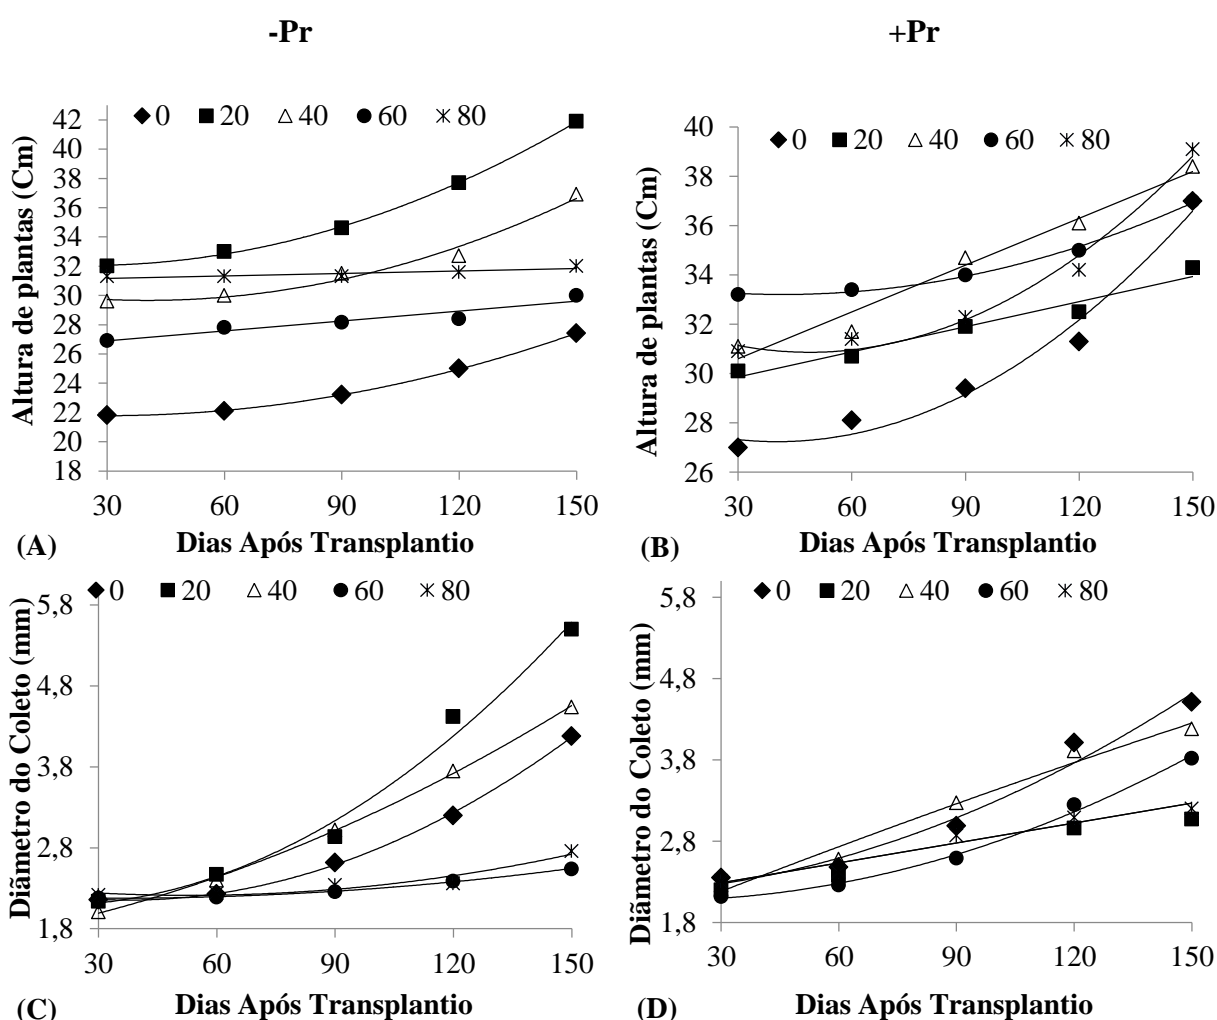 -Pr
+Pr
0 20 40 60 80
42
40
38
36
34
32
30
28
26
24
22
20
18
Altura de plantas (Cm)
30 60 90 120 150
Dias Após Transplantio
(A)
0 20 40 60 80
40
38
36
34
32
30
28
26
Altura de plantas (Cm)
30 60 90 120 150
Dias Após Transplantio
(B)
0 20 40 60 80
5,8
4,8
3,8
2,8
1,8
Diãmetro do Coleto (mm)
30 60 90 120 150
Dias Após Transplantio
(C)
0 20 40 60 80
5,8
4,8
3,8
2,8
1,8
Diãmetro do Coleto (mm)
30 60 90 120 150
Dias Após Transplantio
(D)